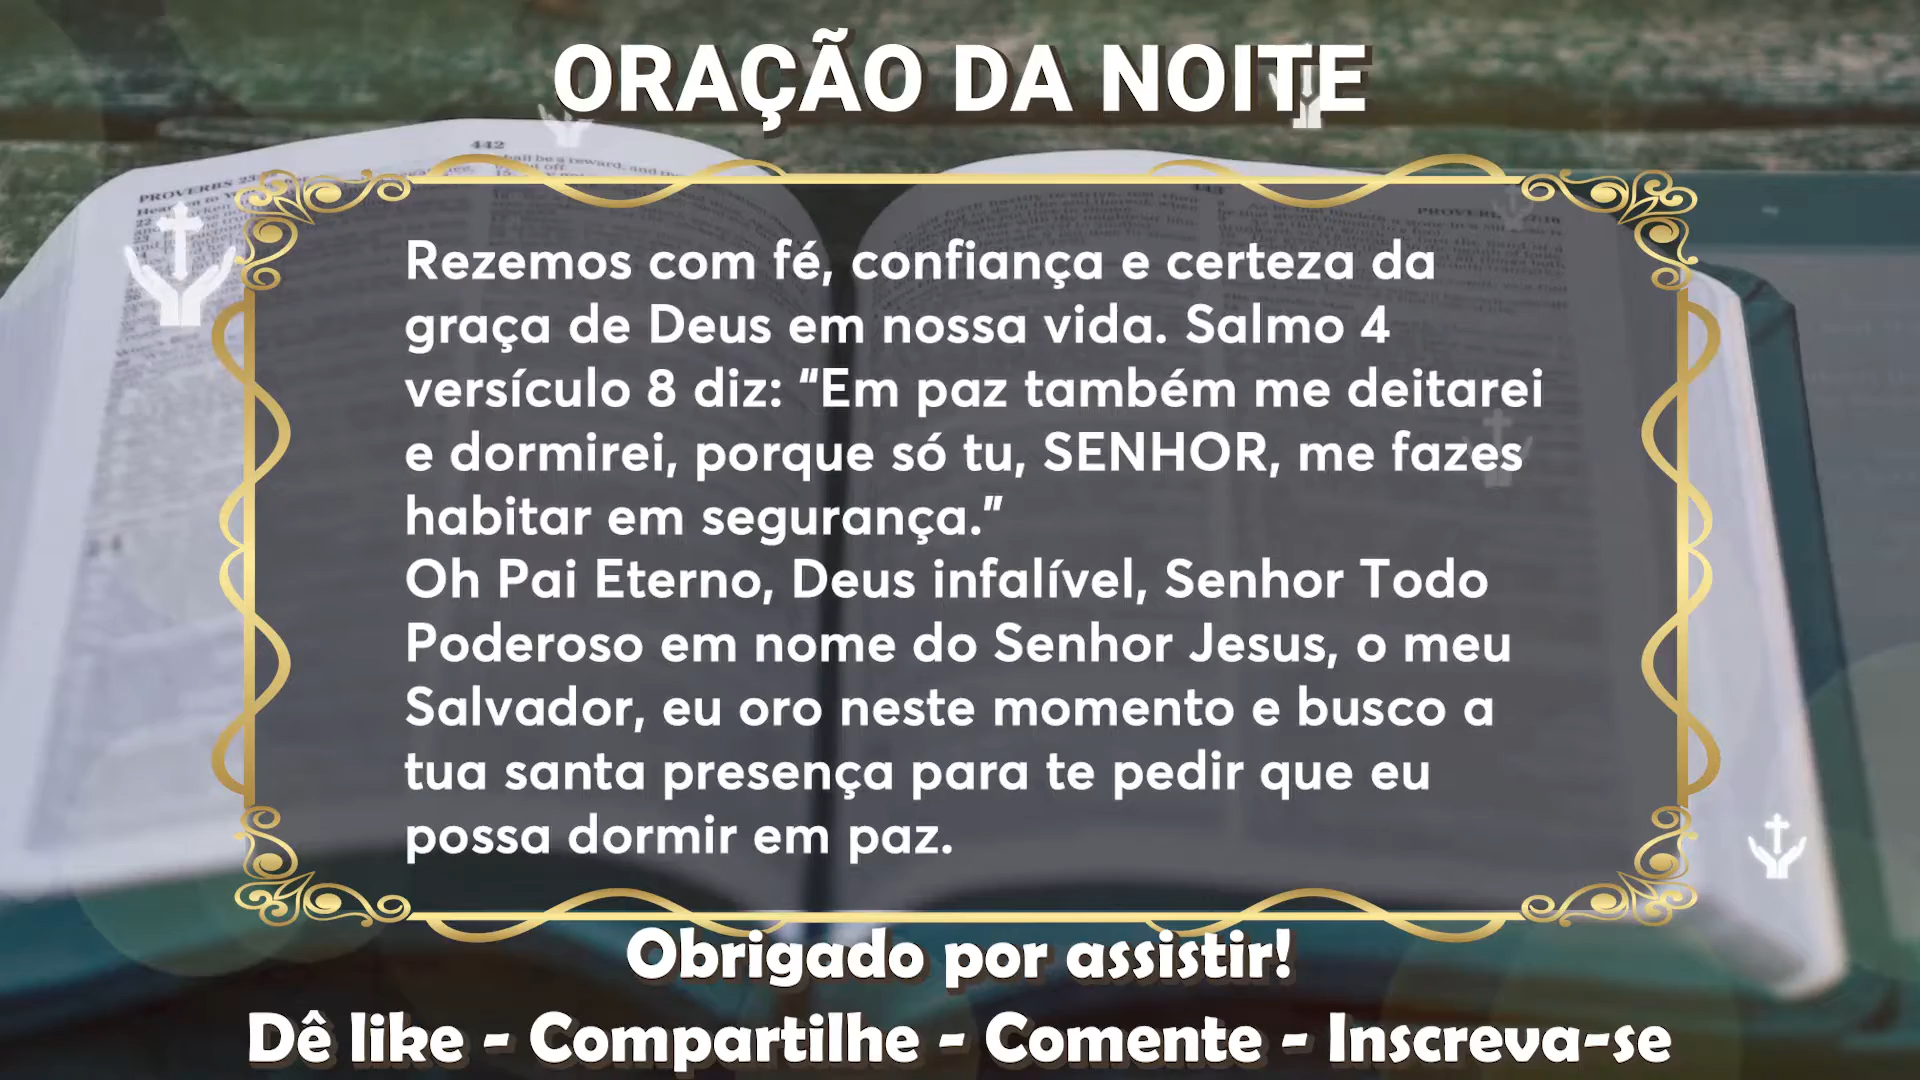 ORAÇÃO DA NOITE
442
PROVERBS
Rezemos com fé, confiança e certeza da
graça de Deus em nossa vida. Salmo 4
versículo 8 diz: "Em paz também me deitarei
e dormirei, porque só tu, SENHOR, me fazes
habitar em segurança."
Oh Pai Eterno, Deus infalível, Senhor Todo
Poderoso em nome do Senhor Jesus, o meu
Salvador, eu oro neste momento e busco a
tua santa presença para te pedir que eu
possa dormir em paz.
Obrigado por assistir!
Dê like - Compartilhe - Comente - Inscreva-se